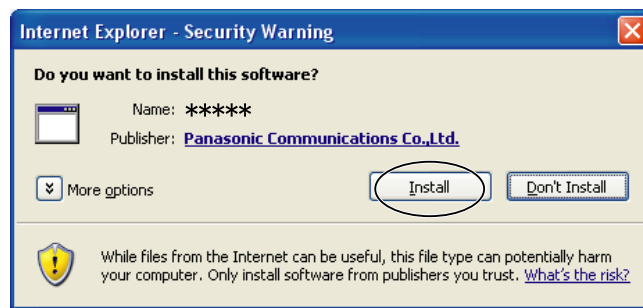 Internet Explorer - Security Warning
Do you want to install this software?
Name: *****
Publisher: Panasonic Communications Co.,Ltd.
More options
Install
Don't Install
While files from the Internet can be useful, this file type can potentially harm
your computer. Only install software from publishers you trust. What's the risk?